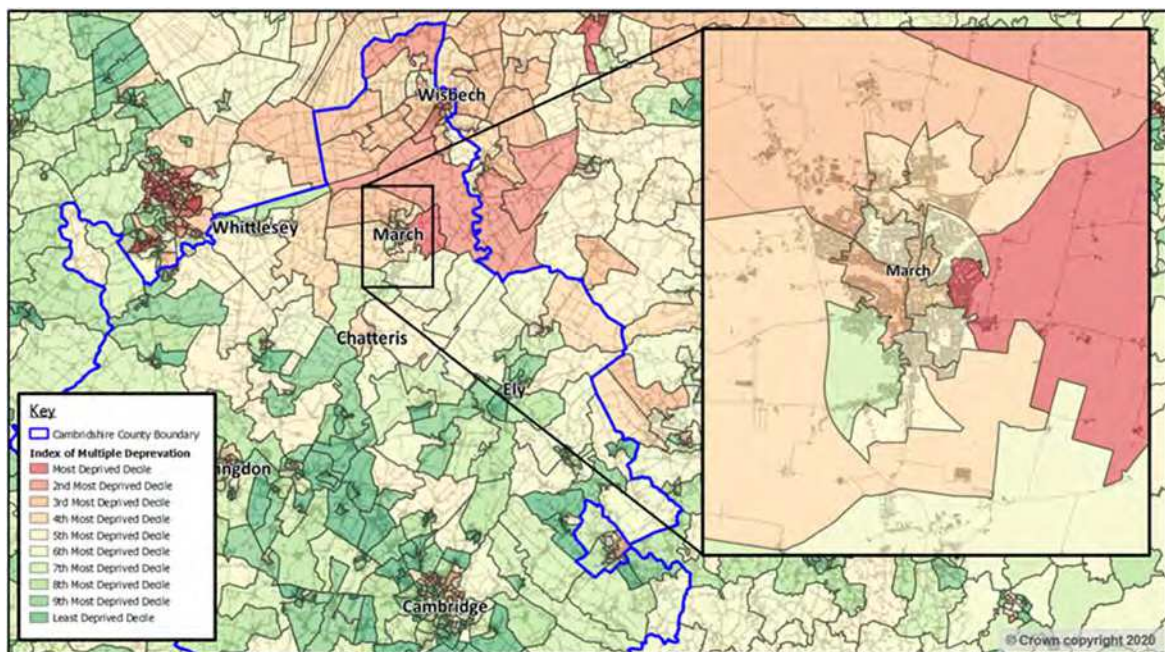 Wisbech
Whittlesey
March
March
Chatteris
Ely
ngdon
Cambridge
Key
Cambridshire County Boundary
Index of Multiple Deprevation
Most Deprived Decile
2nd Most Deprived Decile
3rd Most Deprived Decile
4th Most Deprived Decile
5th Most Deprived Decile
6th Most Deprived Decile
7th Most Deprived Decile
8th Most Deprived Decile
9th Most Deprived Decile
Least Deprived Decile
© Crown copyright 2020